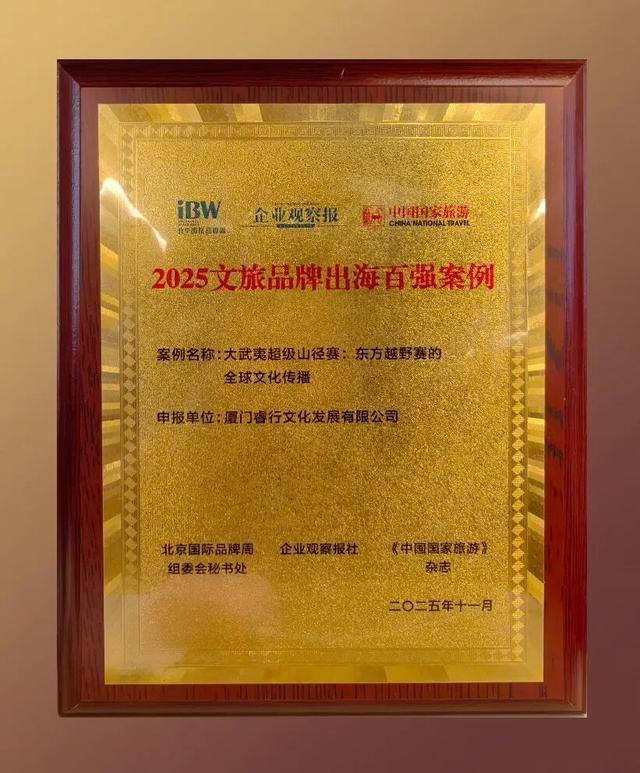 iBW
企业观察报
中国国家旅游
CHINA NATIONAL TRAVEL
2025文旅品牌出海百强案例
案例名称：大武夷超级山径赛：东方越野赛的
全球文化传播
申报单位：厦门睿行文化发展有限公司
北京国际品牌周 企业观察报社 《中国国家旅游》
组委会秘书处 杂志
二〇二五年十一月